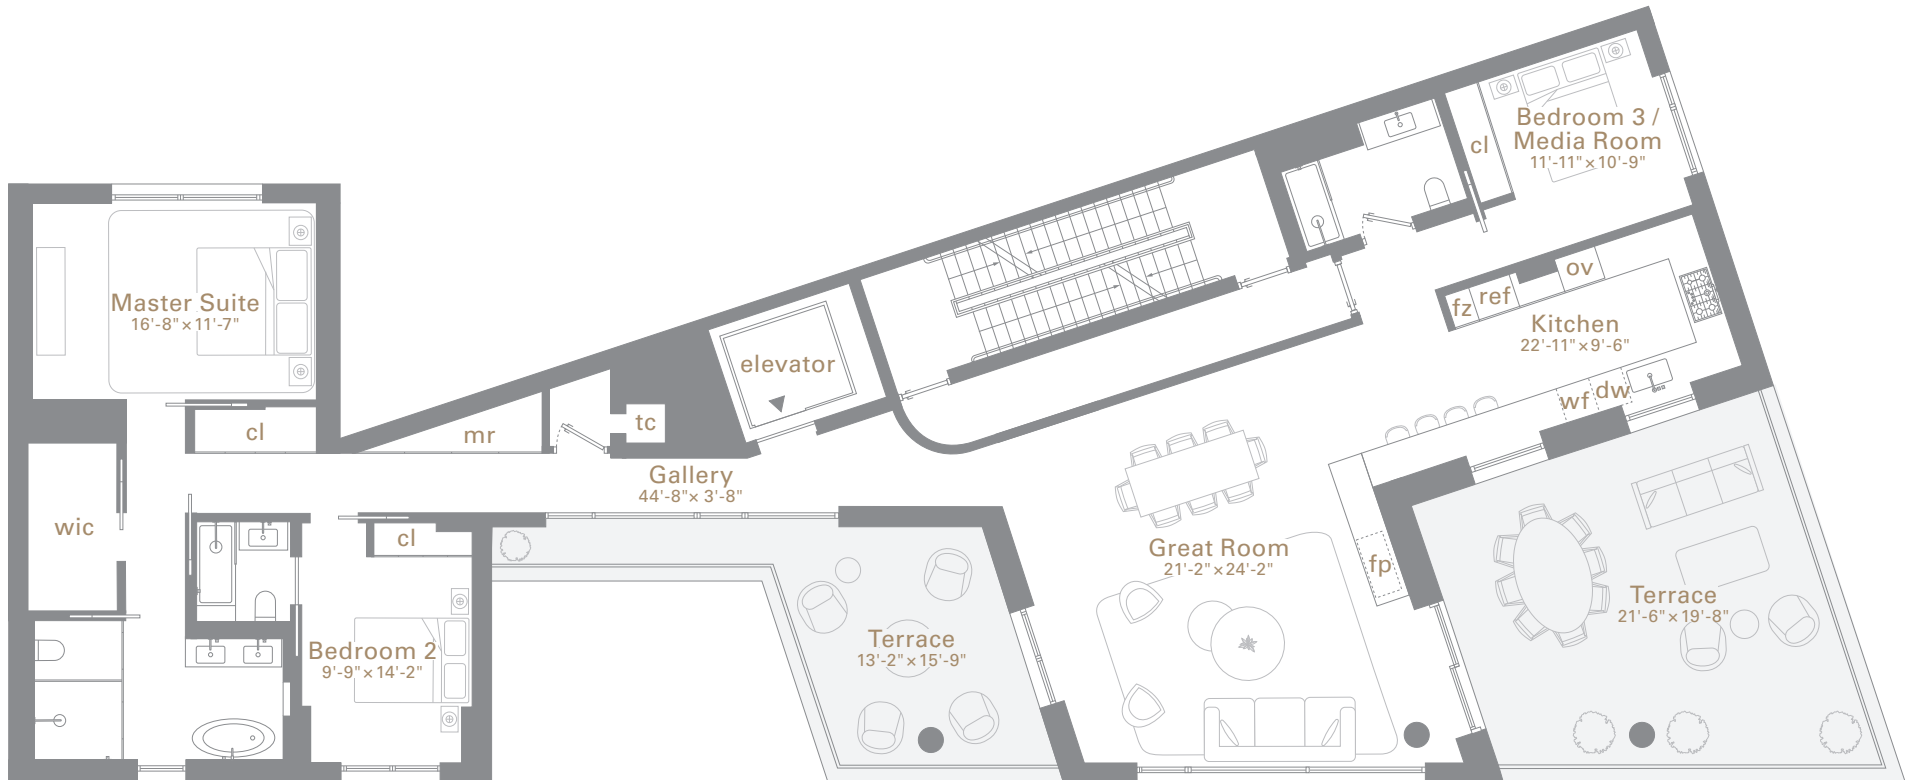 Bedroom 3 /
Media Room
11'-11" × 10'-9"
cl
ov
ref
fz
Kitchen
22'-11" × 9'-6"
dw
wf
Master Suite
16'-8" × 11'-7"
elevator
cl
mr
tc
Gallery
44'-8" × 3'-8"
wic
cl
Great Room
21'-2" × 24'-2"
fp
Terrace
21'-6" × 19'-8"
Bedroom 2
9'-9" × 14'-2"
Terrace
13'-2" × 15'-9"